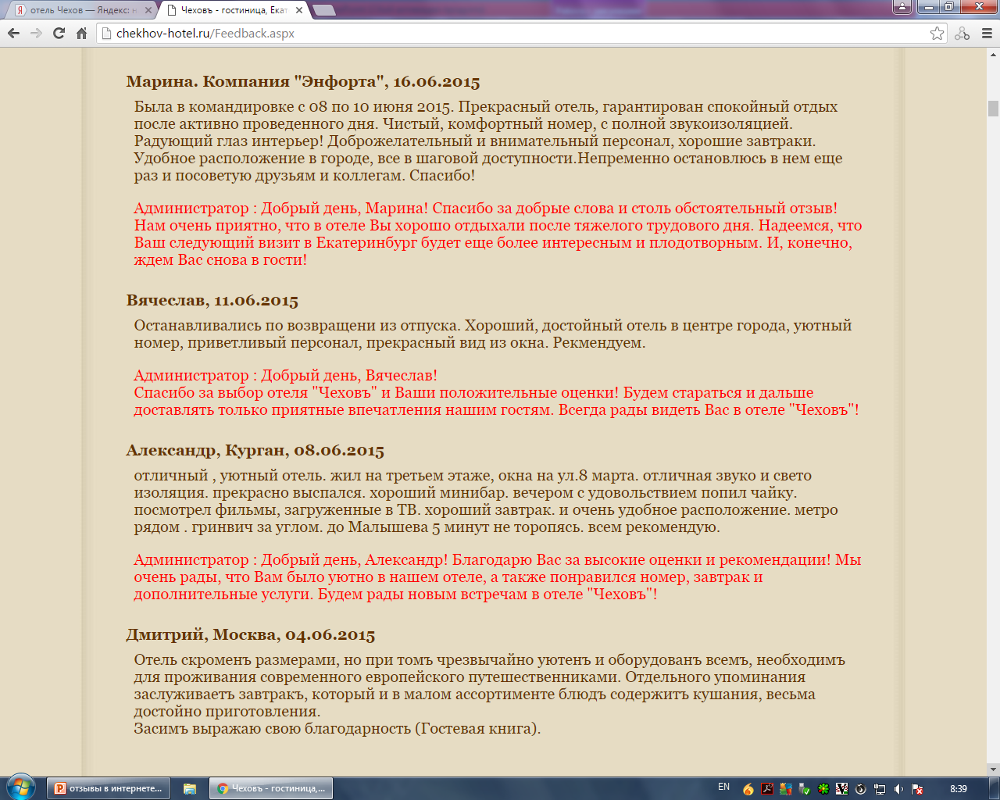 отель Чехов — Яндекс: н
Чеховъ - гостиница, Екат
chekhov-hotel.ru/Feedback.aspx
Марина. Компания "Энфорта", 16.06.2015
Была в командировке с 08 по 10 июня 2015. Прекрасный отель, гарантирован спокойный отдых
после активно проведенного дня. Чистый, комфортный номер, с полной звукоизоляцией.
Радующий глаз интерьер! Доброжелательный и внимательный персонал, хорошие завтраки.
Удобное расположение в городе, все в шаговой доступности.Непременно остановлюсь в нем еще
раз и посоветую друзьям и коллегам. Спасибо!
Администратор : Добрый день, Марина! Спасибо за добрые слова и столь обстоятельный отзыв!
Нам очень приятно, что в отеле Вы хорошо отдыхали после тяжелого трудового дня. Надеемся, что
Ваш следующий визит в Екатеринбург будет еще более интересным и плодотворным. И, конечно,
ждем Вас снова в гости!
Вячеслав, 11.06.2015
Останавливались по возвращени из отпуска. Хороший, достойный отель в центре города, уютный
номер, приветливый персонал, прекрасный вид из окна. Рекмендуем.
Администратор : Добрый день, Вячеслав!
Спасибо за выбор отеля "Чеховъ" и Ваши положительные оценки! Будем стараться и дальше
доставлять только приятные впечатления нашим гостям. Всегда рады видеть Вас в отеле "Чеховъ"!
Александр, Курган, 08.06.2015
отличный , уютный отель. жил на третьем этаже, окна на ул.8 марта. отличная звуко и свето
изоляция. прекрасно выспался. хороший минибар. вечером с удовольствием попил чайку.
посмотрел фильмы, загруженные в ТВ. хороший завтрак. и очень удобное расположение. метро
рядом . гринвич за углом. до Малышева 5 минут не торопясь. всем рекомендую.
Администратор : Добрый день, Александр! Благодарю Вас за высокие оценки и рекомендации! Мы
очень рады, что Вам было уютно в нашем отеле, а также понравился номер, завтрак и
дополнительные услуги. Будем рады новым встречам в отеле "Чеховъ"!
Дмитрий, Москва, 04.06.2015
Отель скроменъ размерами, но при томъ чрезвычайно уютенъ и оборудованъ всемъ, необходимъ
для проживания современного европейского путешественниками. Отдельного упоминания
заслуживаетъ завтракъ, который и в малом ассортименте блюдъ содержитъ кушания, весьма
достойно приготовления.
Засимъ выражаю свою благодарность (Гостевая книга).
отзывы в интернете...
Чеховъ - гостиница,...
EN
8:39